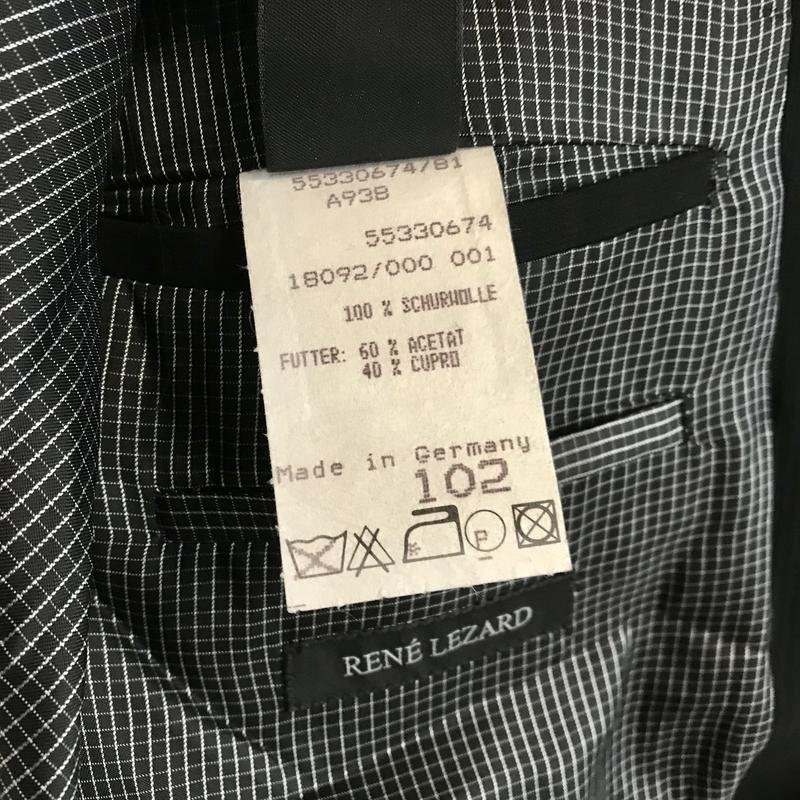 55330674/81
A93B
55330674
18092/000 001
100 % SCHURWOLLE
FUTTER: 60 % ACETAT
40 % CUPRO
Made in Germany
102
P
RENÉ LEZARD